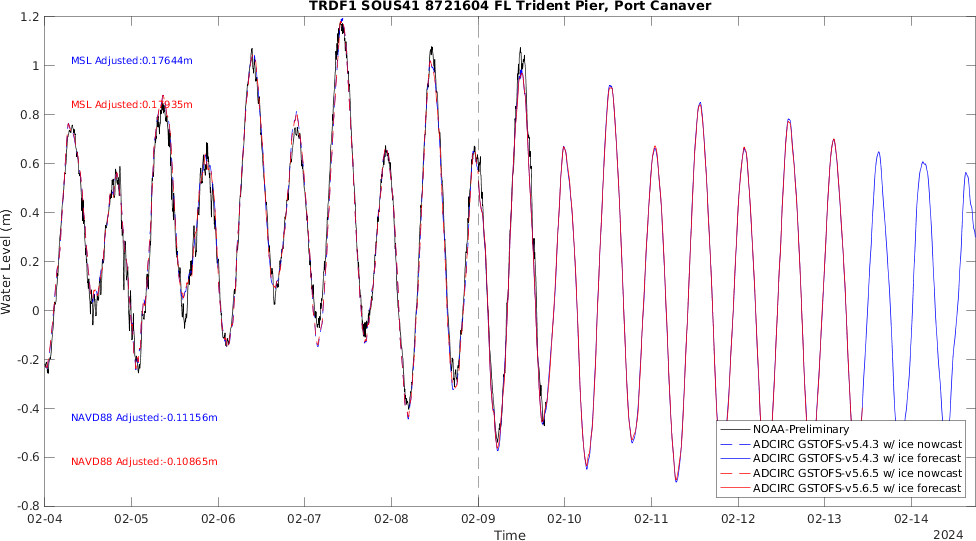 TRDF1 SOUS41 8721604 FL Trident Pier, Port Canaver
1.2
1
0.8
0.6
0.4
0.2
0
-0.2
-0.4
-0.6
-0.8
Water Level (m)
MSL Adjusted:0.17644m
MSL Adjusted:0.17935m
NAVD88 Adjusted:-0.11156m
NAVD88 Adjusted:-0.10865m
NOAA-Preliminary
ADCIRC GSTOFS-v5.4.3 w/ ice nowcast
ADCIRC GSTOFS-v5.4.3 w/ ice forecast
ADCIRC GSTOFS-v5.6.5 w/ ice nowcast
ADCIRC GSTOFS-v5.6.5 w/ ice forecast
02-04 02-05 02-06 02-07 02-08 02-09 02-10 02-11 02-12 02-13 02-14
Time
2024